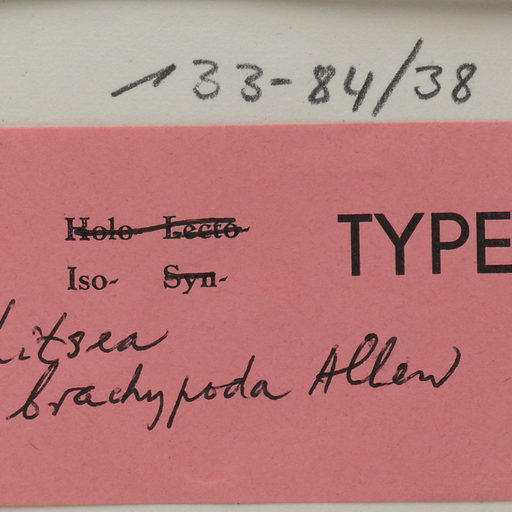 133-84/38
Holo- Lecto- TYPE
Iso- Syn-
Litsea
brachypoda Allen